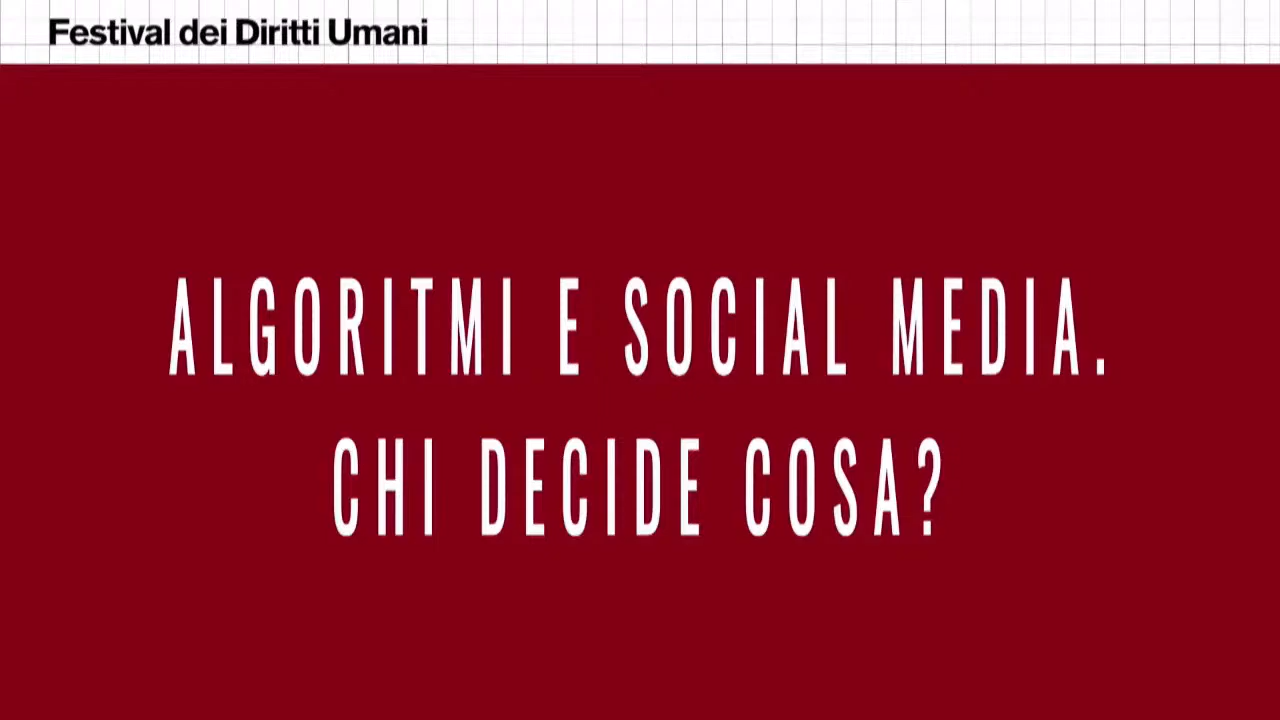 Festival dei Diritti Umani
ALGORITMI E SOCIAL MEDIA.
CHI DECIDE COSA?